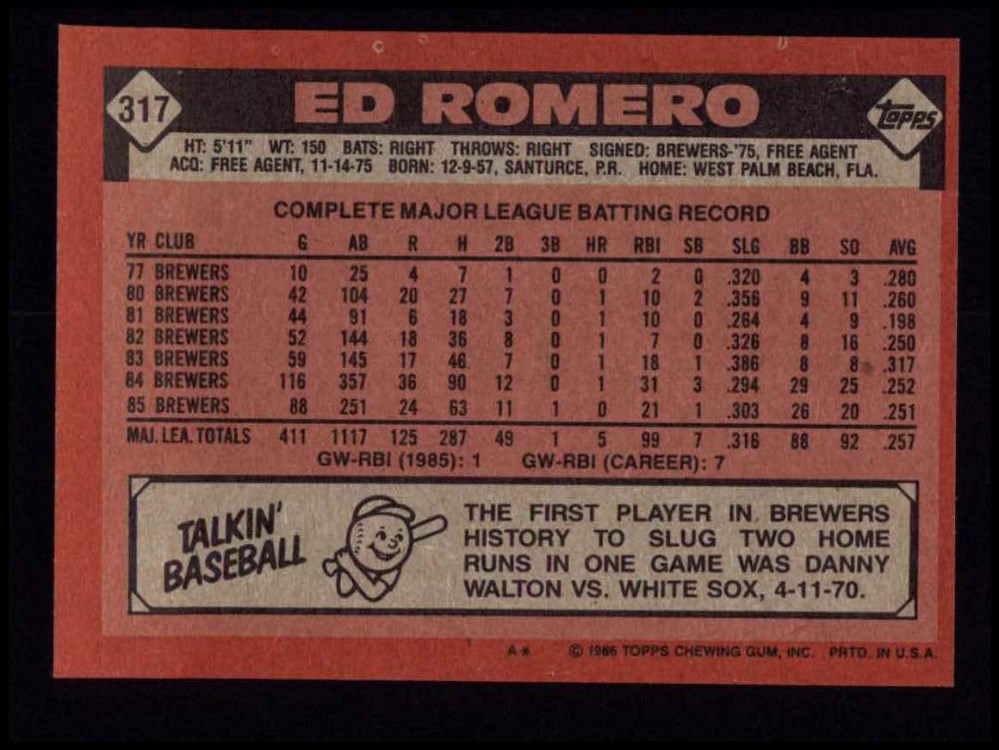 317
ED ROMERO
topps
HT: 5'11" WT: 150 BATS: RIGHT THROWS: RIGHT SIGNED: BREWERS-'75, FREE AGENT
ACQ: FREE AGENT, 11-14-75 BORN: 12-9-57, SANTURCE, P.R. HOME: WEST PALM BEACH, FLA.
COMPLETE MAJOR LEAGUE BATTING RECORD
YR CLUB G AB R H 2B 3B HR RBI SB SLG BB SO AVG
77 BREWERS 10 25 4 7 1 0 0 2 0 .320 4 3 .280
80 BREWERS 42 104 20 27 7 0 1 10 2 .356 9 11 .260
81 BREWERS 44 91 6 18 3 0 1 10 0 .264 4 9 .198
82 BREWERS 52 144 18 36 8 0 1 7 0 .326 8 16 .250
83 BREWERS 59 145 17 46 7 0 1 18 1 .386 8 8 .317
84 BREWERS 116 357 36 90 12 0 1 31 3 .294 29 25 .252
85 BREWERS 88 251 24 63 11 1 0 21 1 .303 26 20 .251
MAJ. LEA. TOTALS 411 1117 125 287 49 1 5 99 7 .316 88 92 .257
GW-RBI (1985): 1 GW-RBI (CAREER): 7
TALKIN'
BASEBALL
THE FIRST PLAYER IN BREWERS
HISTORY TO SLUG TWO HOME
RUNS IN ONE GAME WAS DANNY
WALTON VS. WHITE SOX, 4-11-70.
A* © 1986 TOPPS CHEWING GUM, INC. PRTD. IN U.S.A.